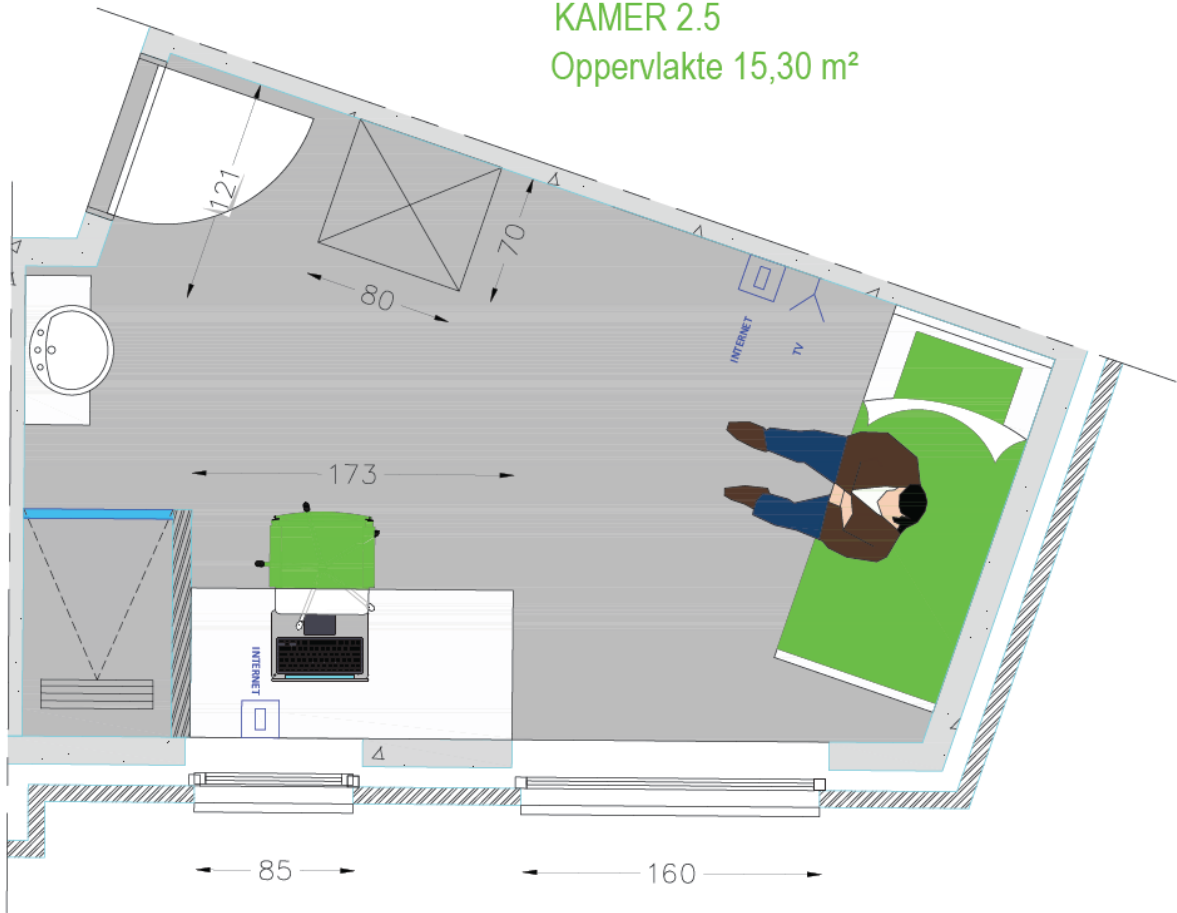 KAMER 2.5
Oppervlakte 15,30 m²
121
70
80
INTERNET
TV
173
INTERNET
85
160